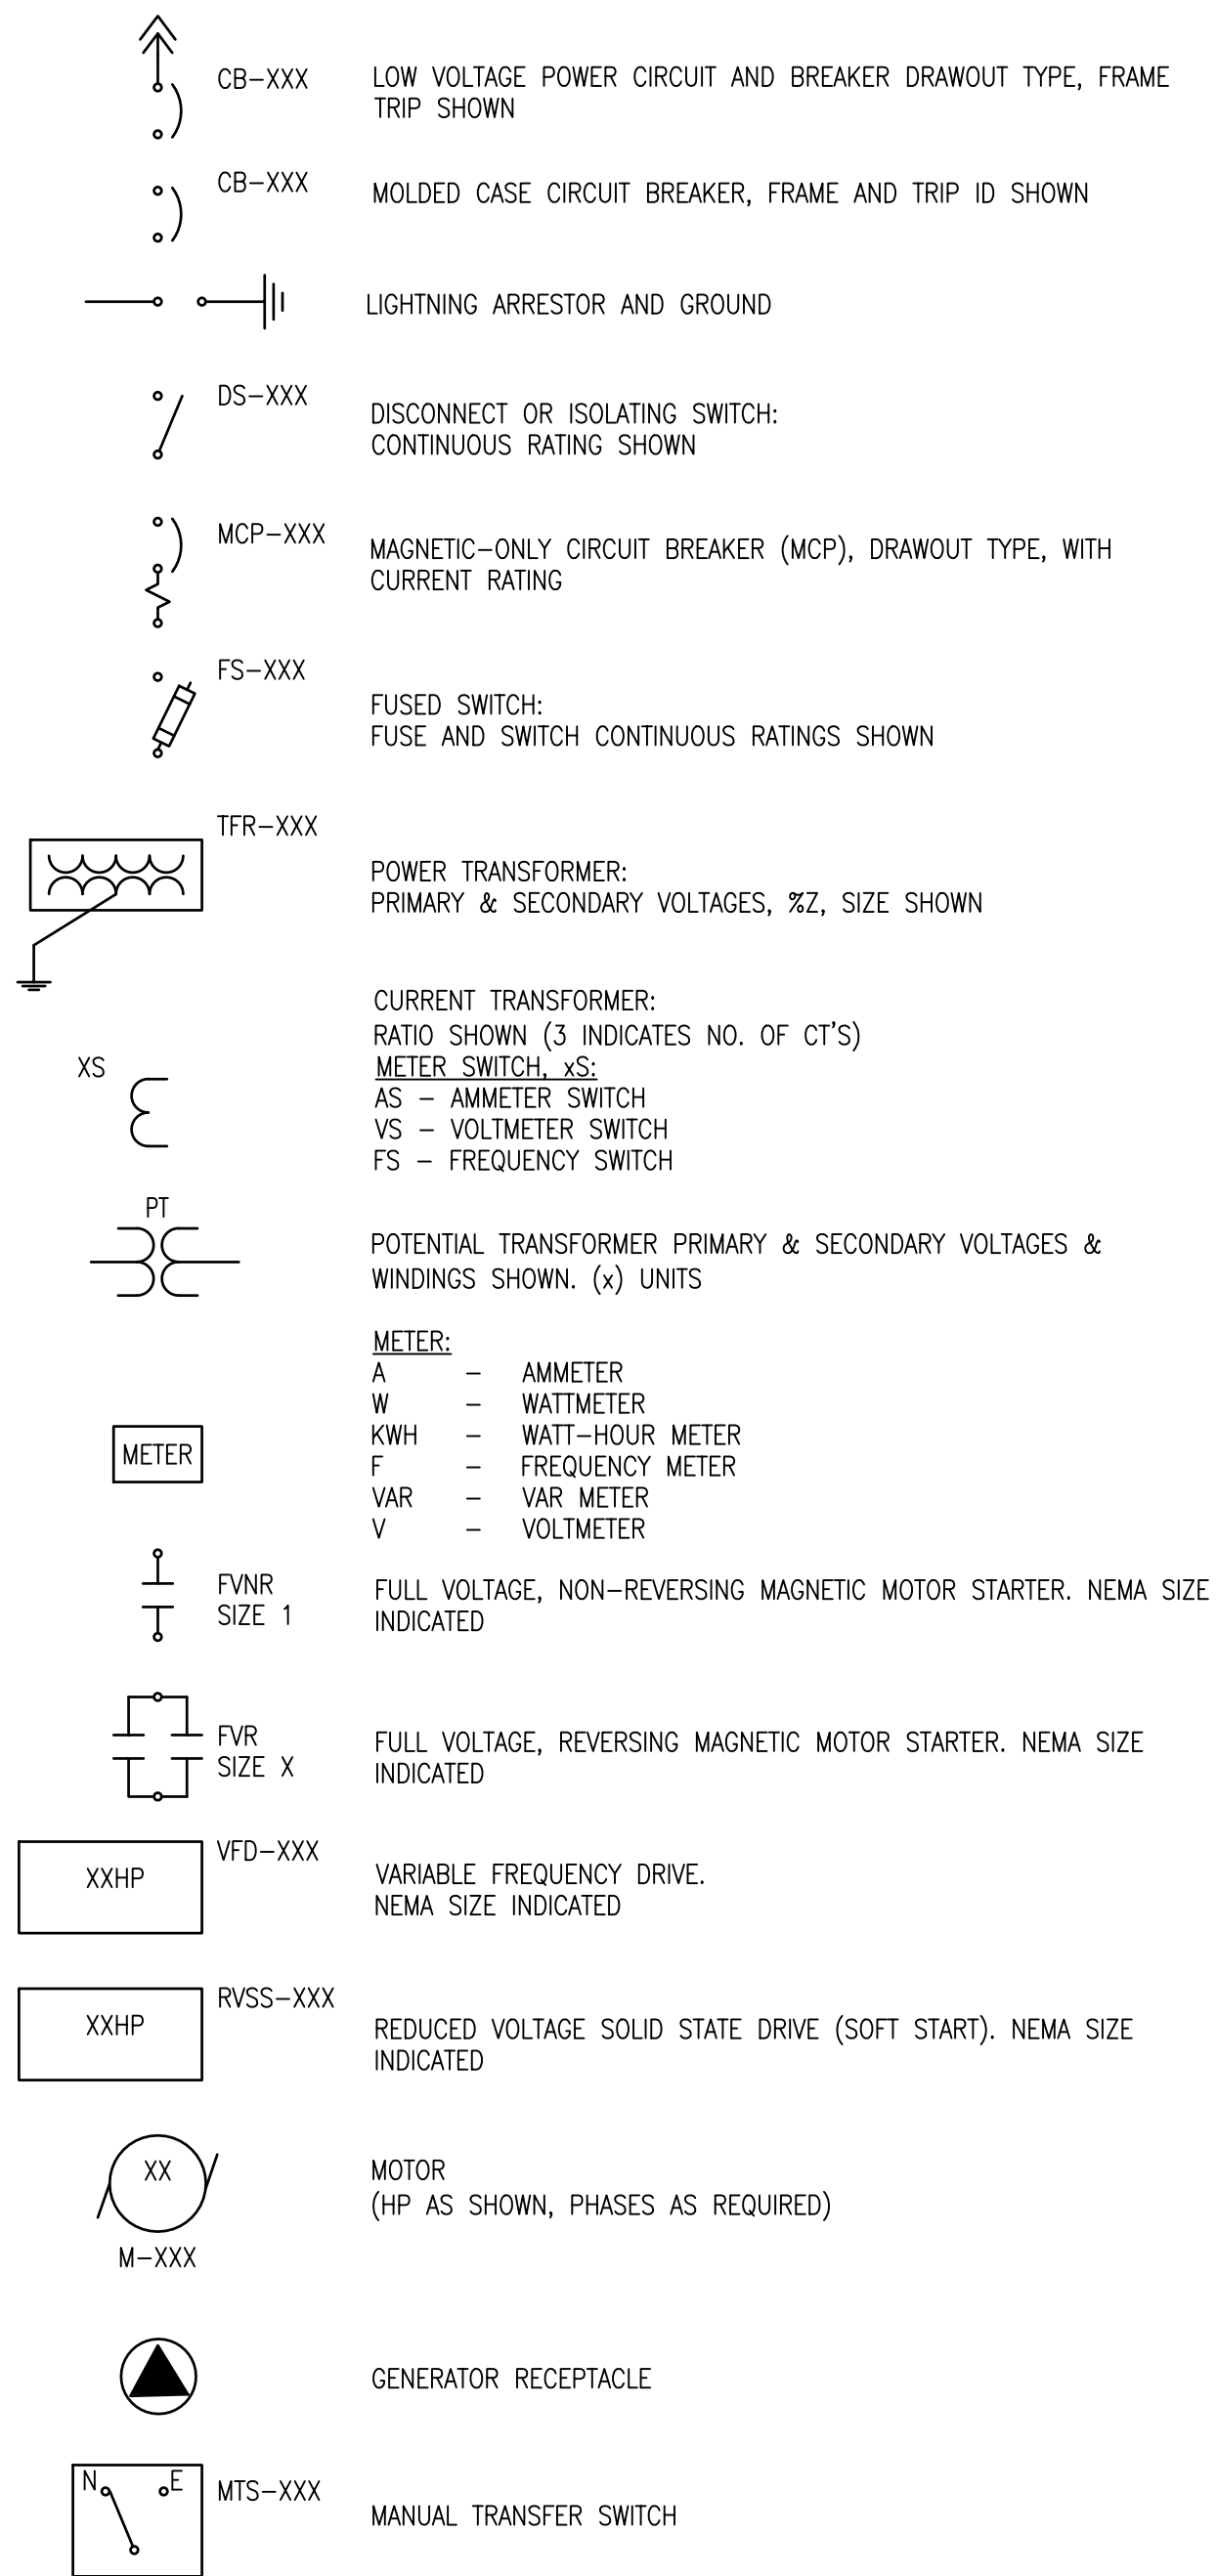 CB-XXX LOW VOLTAGE POWER CIRCUIT AND BREAKER DRAWOUT TYPE, FRAME
TRIP SHOWN
CB-XXX MOLDED CASE CIRCUIT BREAKER, FRAME AND TRIP ID SHOWN
LIGHTNING ARRESTOR AND GROUND
DS-XXX
DISCONNECT OR ISOLATING SWITCH:
CONTINUOUS RATING SHOWN
MCP-XXX
MAGNETIC-ONLY CIRCUIT BREAKER (MCP), DRAWOUT TYPE, WITH
CURRENT RATING
FS-XXX
FUSED SWITCH:
FUSE AND SWITCH CONTINUOUS RATINGS SHOWN
TFR-XXX
POWER TRANSFORMER:
PRIMARY & SECONDARY VOLTAGES, %Z, SIZE SHOWN
CURRENT TRANSFORMER:
RATIO SHOWN (3 INDICATES NO. OF CT'S)
XS METER SWITCH, xS:
AS - AMMETER SWITCH
VS - VOLTMETER SWITCH
FS - FREQUENCY SWITCH
PT
POTENTIAL TRANSFORMER PRIMARY & SECONDARY VOLTAGES &
WINDINGS SHOWN. (x) UNITS
METER:
A - AMMETER
W - WATTMETER
KWH - WATT-HOUR METER
METER
F - FREQUENCY METER
VAR - VAR METER
V - VOLTMETER
FVNR FULL VOLTAGE, NON-REVERSING MAGNETIC MOTOR STARTER. NEMA SIZE
SIZE 1 INDICATED
FVR FULL VOLTAGE, REVERSING MAGNETIC MOTOR STARTER. NEMA SIZE
SIZE X INDICATED
VFD-XXX
XXHP VARIABLE FREQUENCY DRIVE.
NEMA SIZE INDICATED
RVSS-XXX
XXHP REDUCED VOLTAGE SOLID STATE DRIVE (SOFT START). NEMA SIZE
INDICATED
XX MOTOR
(HP AS SHOWN, PHASES AS REQUIRED)
M-XXX
GENERATOR RECEPTACLE
N E MTS-XXX
MANUAL TRANSFER SWITCH